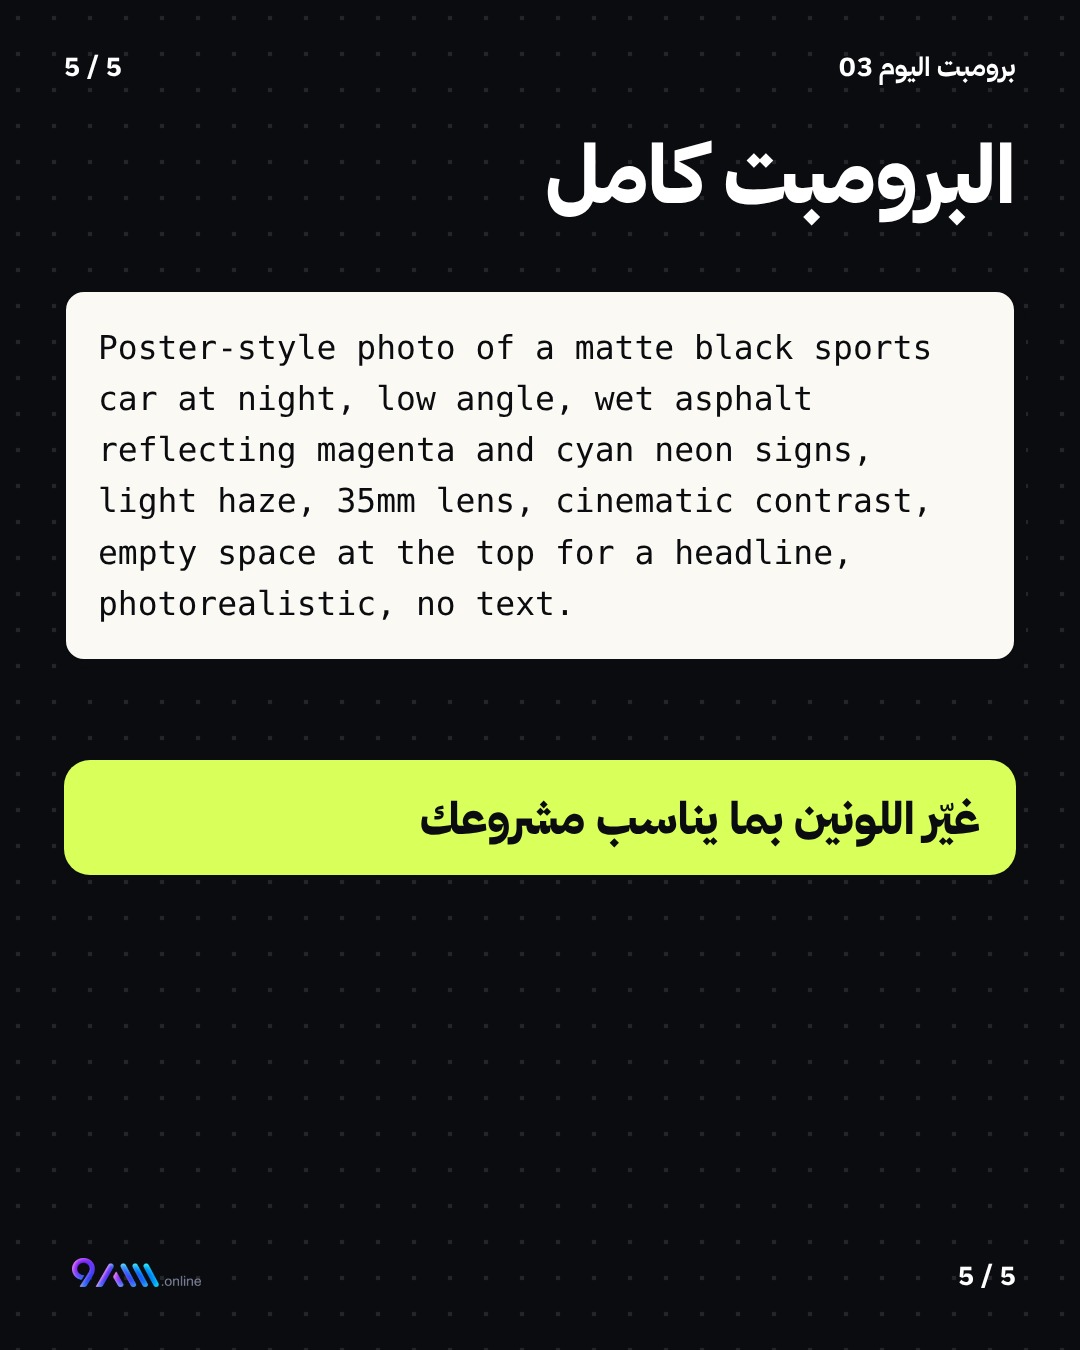 برومبت اليوم 03
5 / 5
البرومبت كامل
Poster-style photo of a matte black sports
car at night, low angle, wet asphalt
reflecting magenta and cyan neon signs,
light haze, 35mm lens, cinematic contrast,
empty space at the top for a headline,
photorealistic, no text.
غيّر اللونين بما يناسب مشروعك
5 / 5
9AM.online